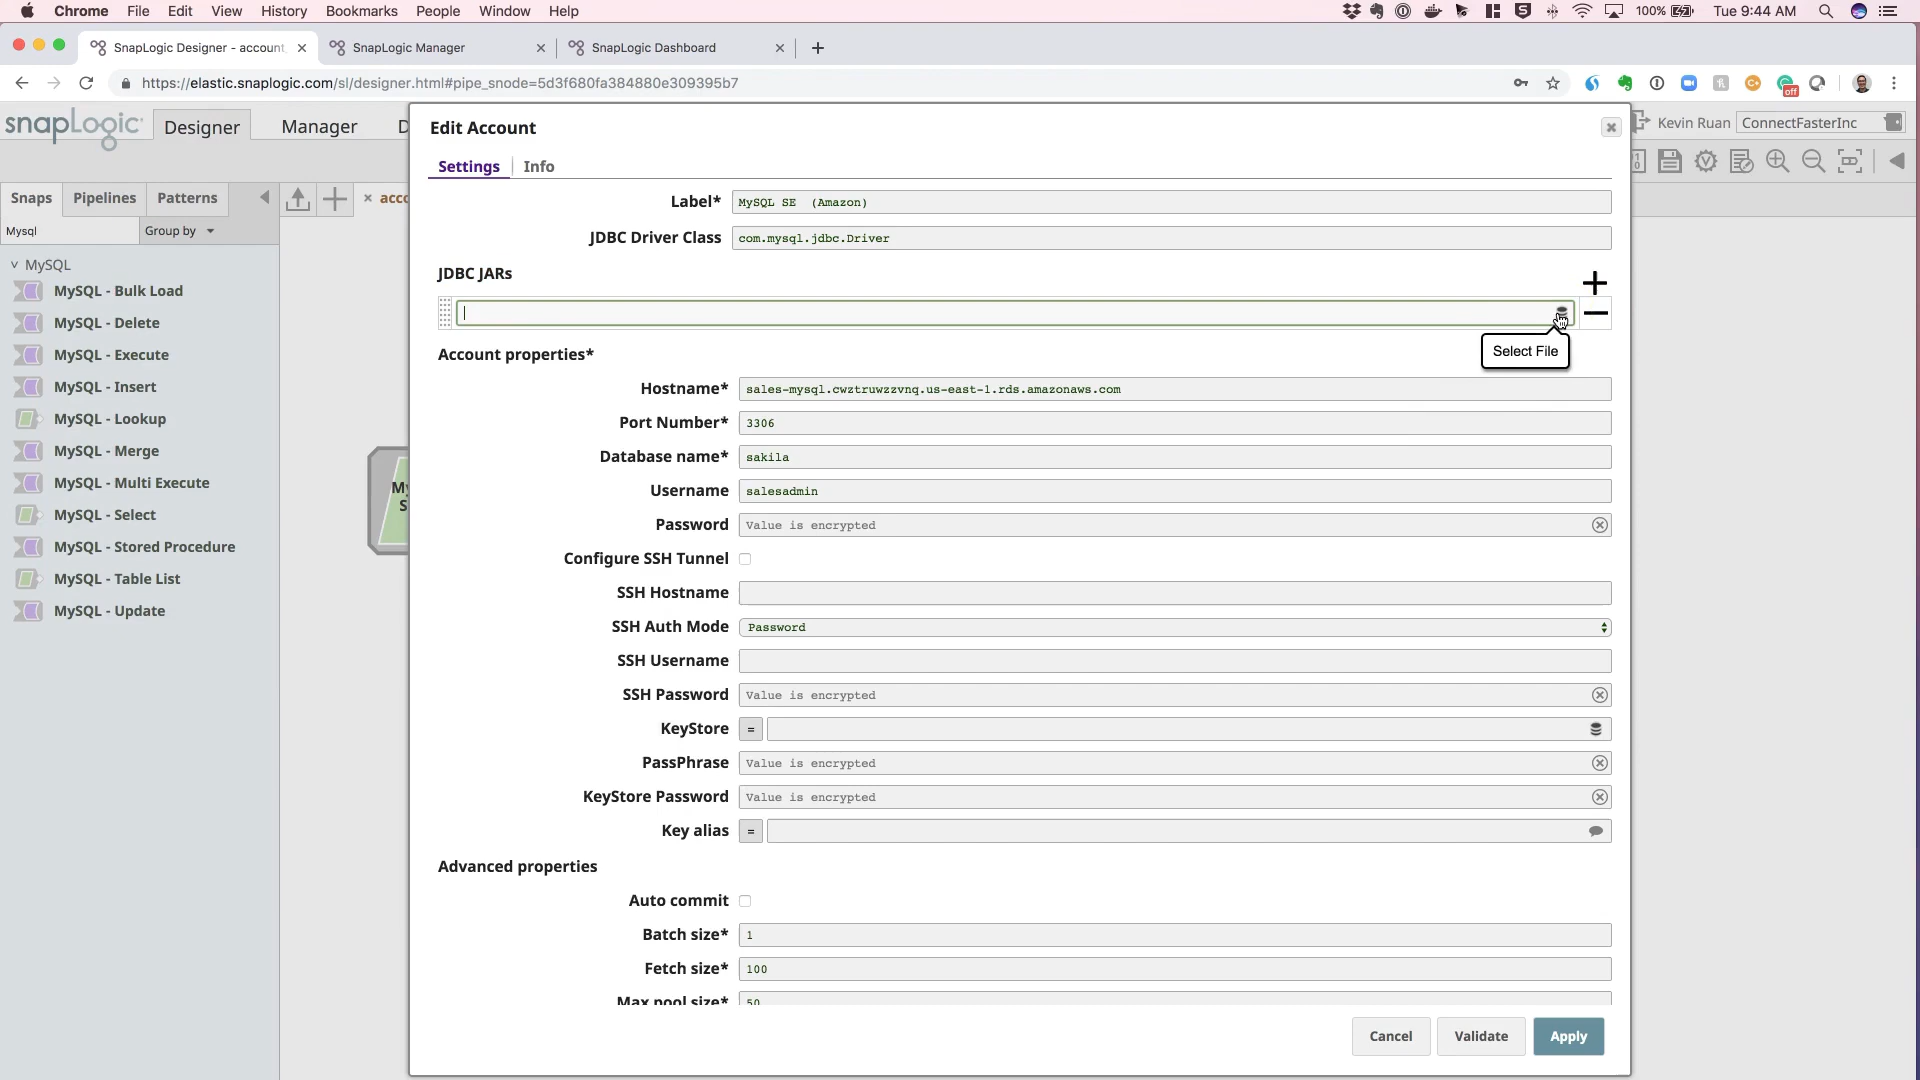 Chrome File Edit View History Bookmarks People Window Help 100% Tue 9:44 AM
SnapLogic Designer - account SnapLogic Manager SnapLogic Dashboard
https://elastic.snaplogic.com/sl/designer.html#pipe_snode=5d3f680fa384880e309395b7
off
snapLogic Designer Manager D Kevin Ruan ConnectFasterInc
Snaps Pipelines Patterns acco
Mysql Group by
MySQL
MySQL - Bulk Load
MySQL - Delete
MySQL - Execute
MySQL - Insert
MySQL - Lookup
MySQL - Merge
MySQL - Multi Execute
MySQL - Select
MySQL - Stored Procedure
MySQL - Table List
MySQL - Update
My
S
Edit Account
Settings Info
Label* MySQL SE (Amazon)
JDBC Driver Class com.mysql.jdbc.Driver
JDBC JARs
Select File
Account properties*
Hostname* sales-mysql.cwztruwzzvnq.us-east-1.rds.amazonaws.com
Port Number* 3306
Database name* sakila
Username salesadmin
Password Value is encrypted
Configure SSH Tunnel
SSH Hostname
SSH Auth Mode Password
SSH Username
SSH Password Value is encrypted
KeyStore =
PassPhrase Value is encrypted
KeyStore Password Value is encrypted
Key alias =
Advanced properties
Auto commit
Batch size* 1
Fetch size* 100
Max pool size* 50
Cancel Validate Apply